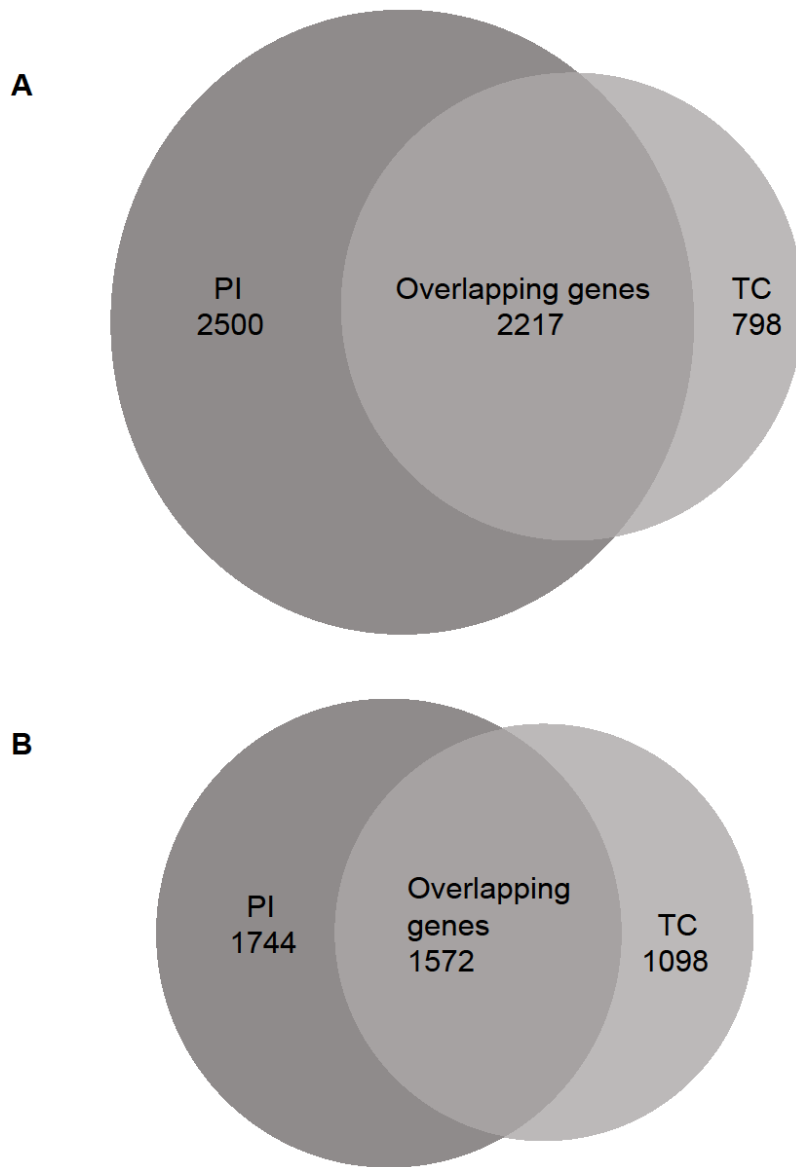 A
PI
2500
Overlapping genes
2217
TC
798
B
PI
1744
Overlapping
genes
1572
TC
1098